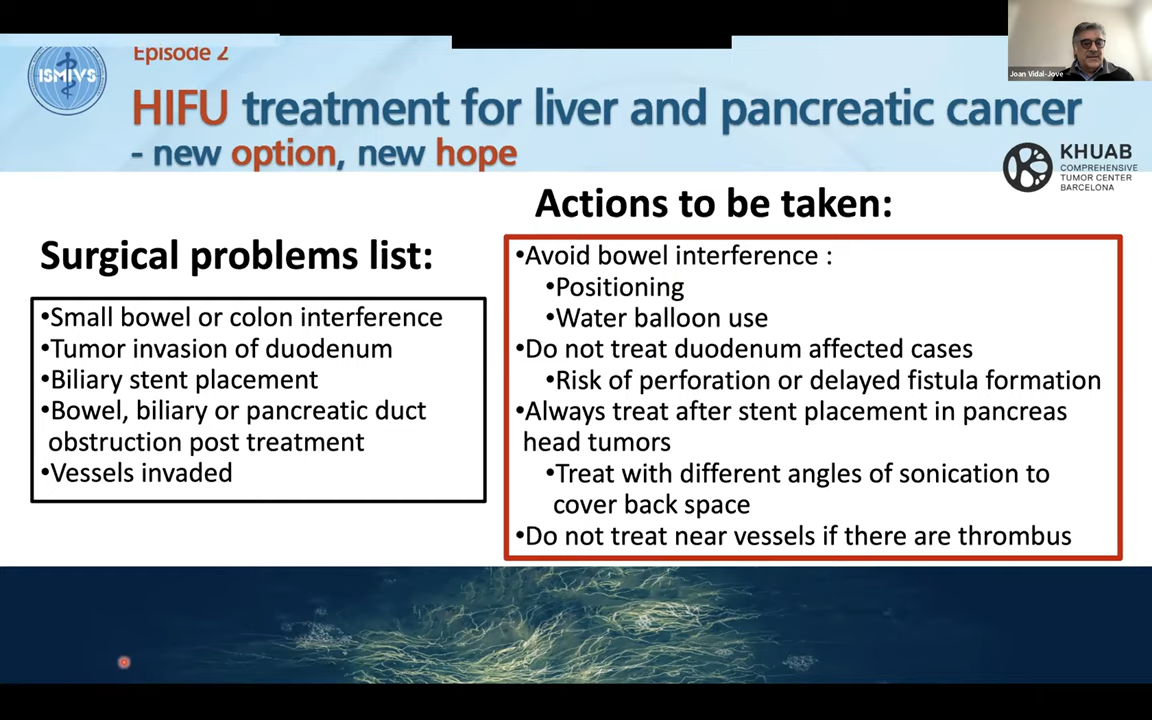 Episode 2
ISMIVS
HIFU treatment for liver and pancreatic cancer
- new option, new hope
Joan Vidal-Jove
KHUAB
COMPREHENSIVE
TUMOR CENTER
BARCELONA
Surgical problems list:
•Small bowel or colon interference
•Tumor invasion of duodenum
•Biliary stent placement
•Bowel, biliary or pancreatic duct
obstruction post treatment
•Vessels invaded
Actions to be taken:
•Avoid bowel interference :
•Positioning
•Water balloon use
•Do not treat duodenum affected cases
•Risk of perforation or delayed fistula formation
•Always treat after stent placement in pancreas
head tumors
•Treat with different angles of sonication to
cover back space
•Do not treat near vessels if there are thrombus